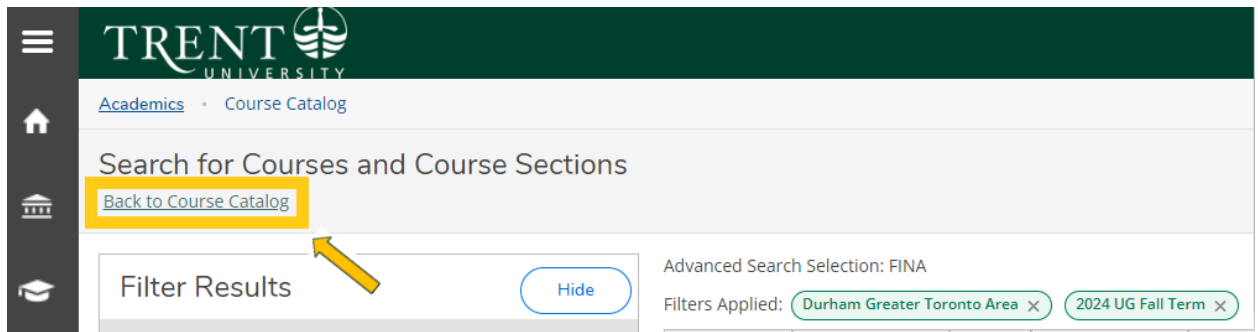 TRENT
UNIVERSITY
Academics • Course Catalog
Search for Courses and Course Sections
Back to Course Catalog
Filter Results
Hide
Advanced Search Selection: FINA
Filters Applied: Durham Greater Toronto Area × 2024 UG Fall Term ×